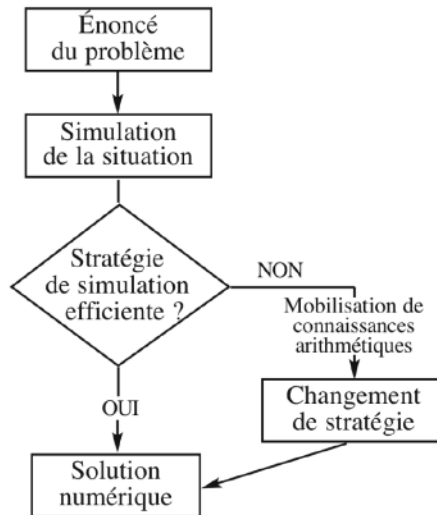 Énoncé
du problème
Simulation
de la situation
Stratégie
de simulation
efficiente ?
NON
Mobilisation de
connaissances
arithmétiques
OUI
Changement
de stratégie
Solution
numérique